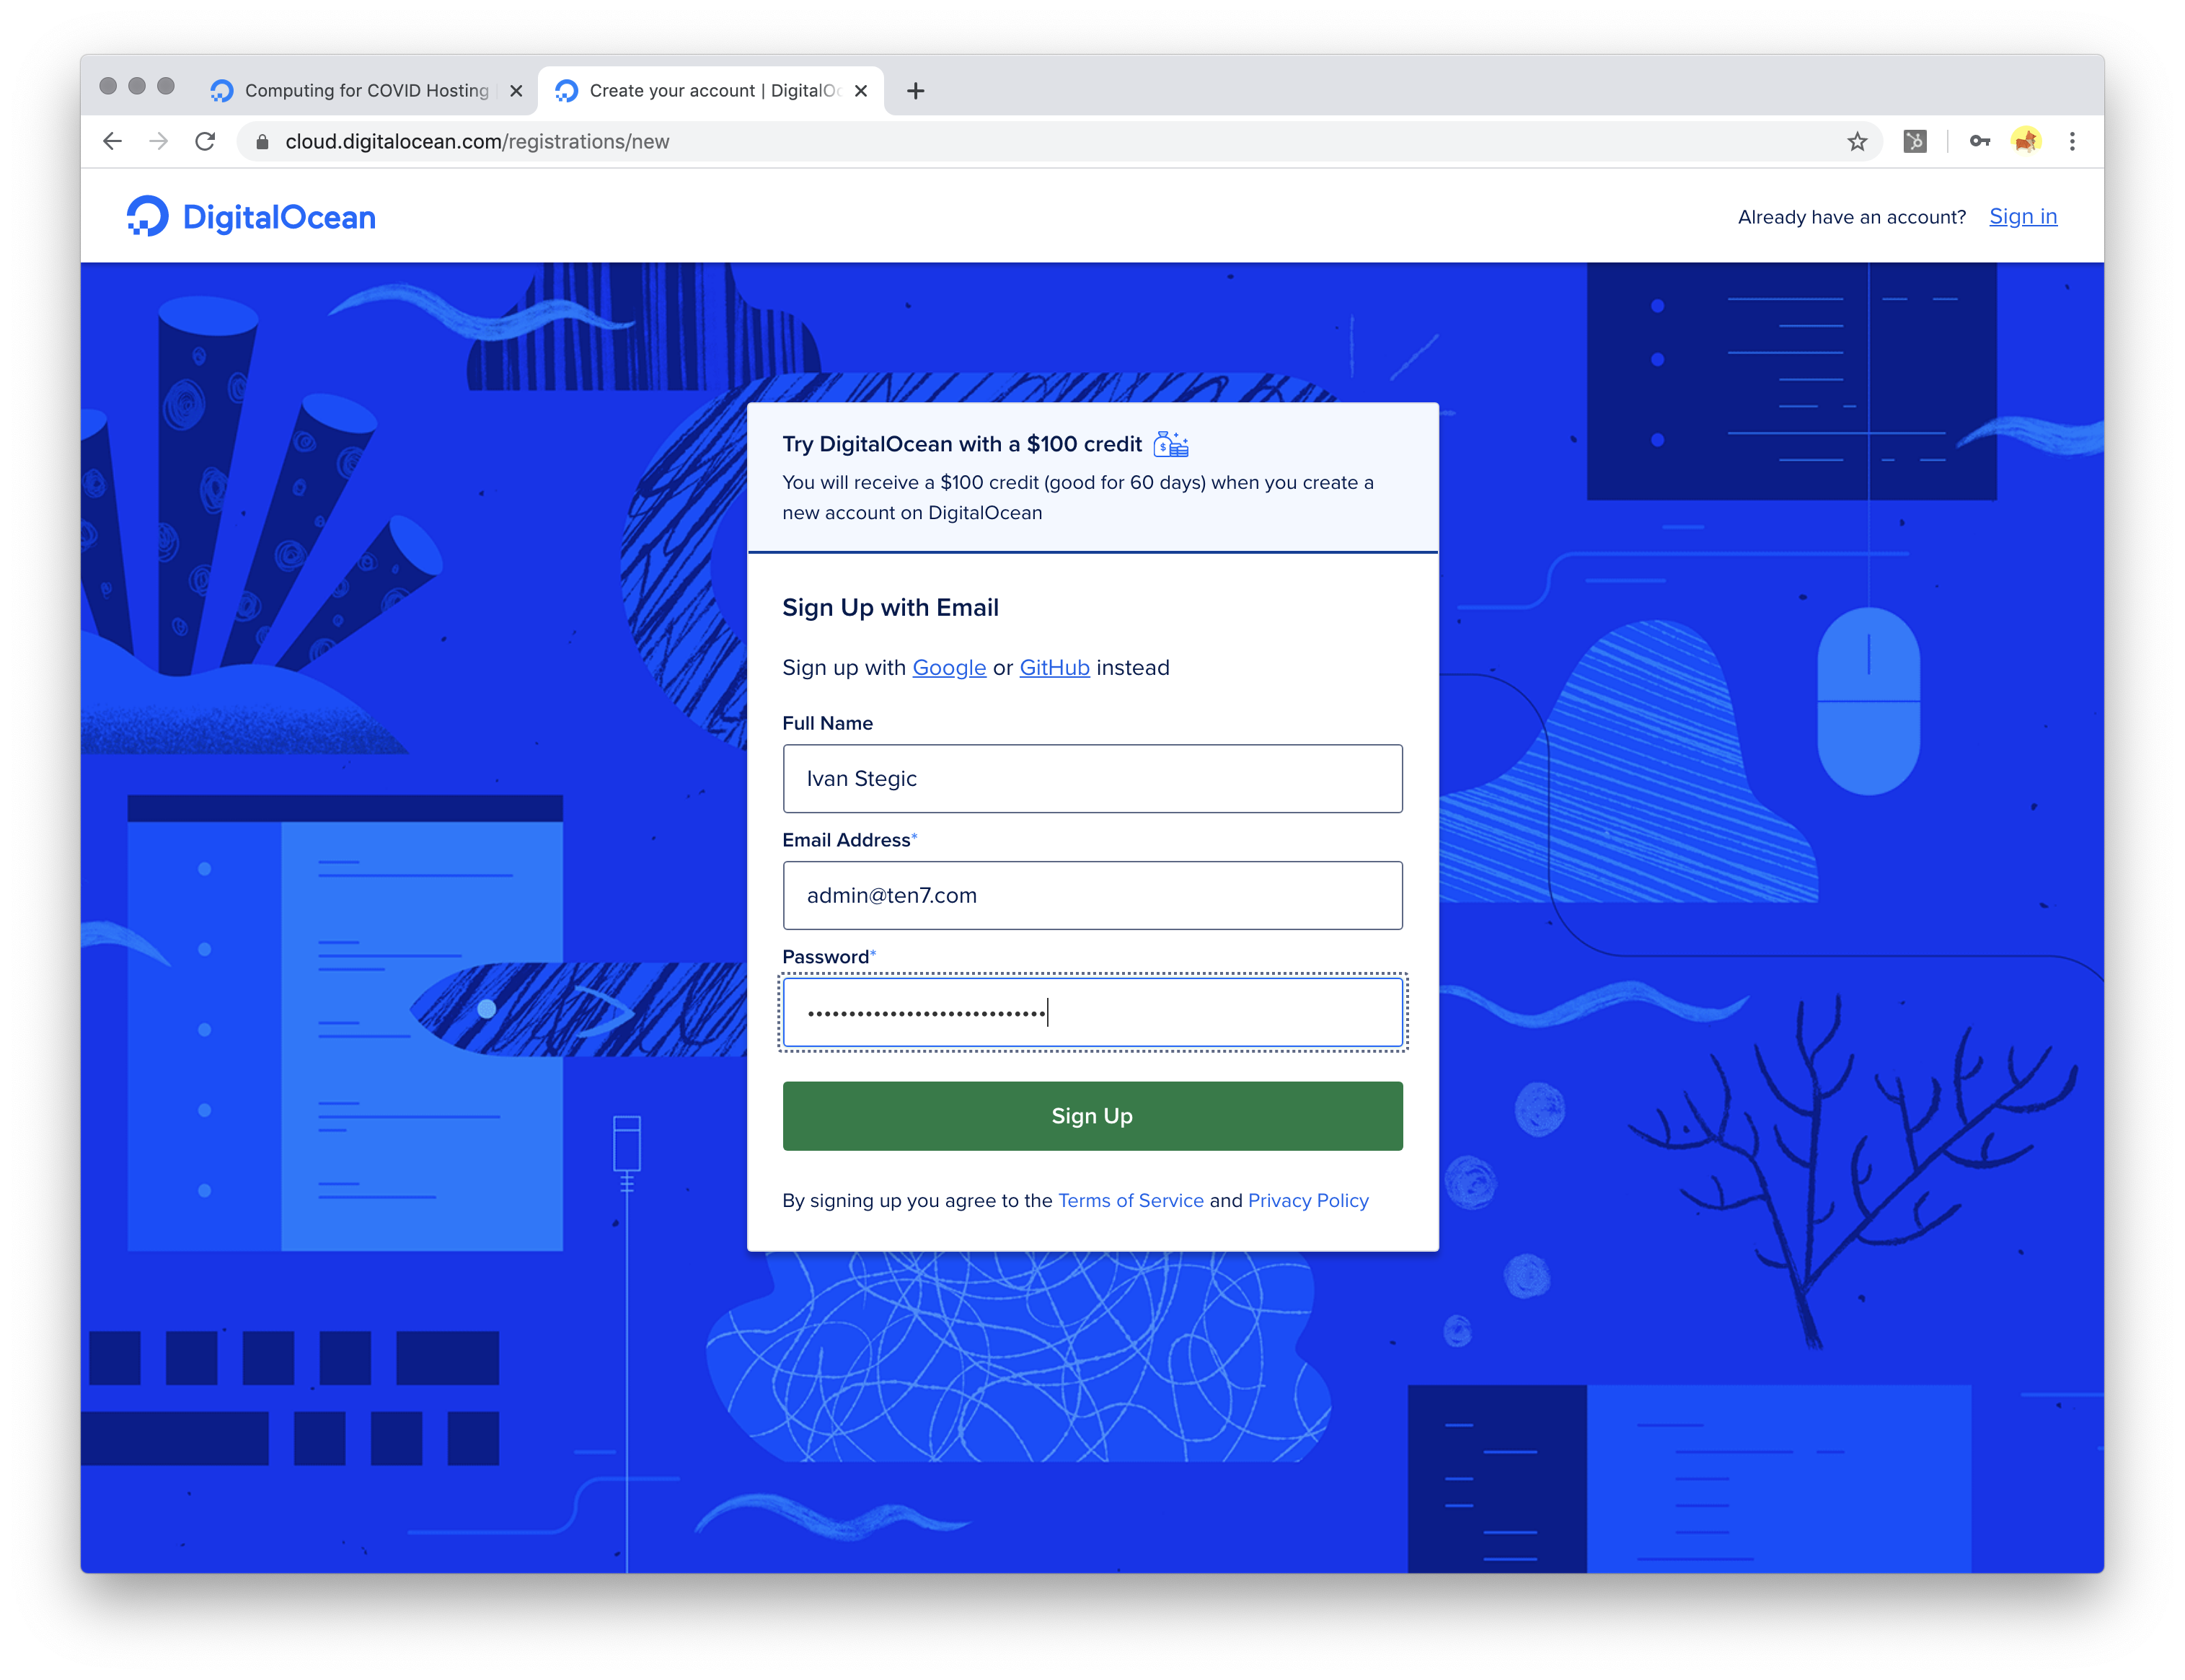 Computing for COVID Hosting
Create your account | DigitalOc
cloud.digitalocean.com/registrations/new
DigitalOcean
Already have an account? Sign in
Try DigitalOcean with a $100 credit
You will receive a $100 credit (good for 60 days) when you create a
new account on DigitalOcean
Sign Up with Email
Sign up with Google or GitHub instead
Full Name
Ivan Stegic
Email Address*
admin@ten7.com
Password*
•••••••••••••••••••••••••••••
Sign Up
By signing up you agree to the Terms of Service and Privacy Policy